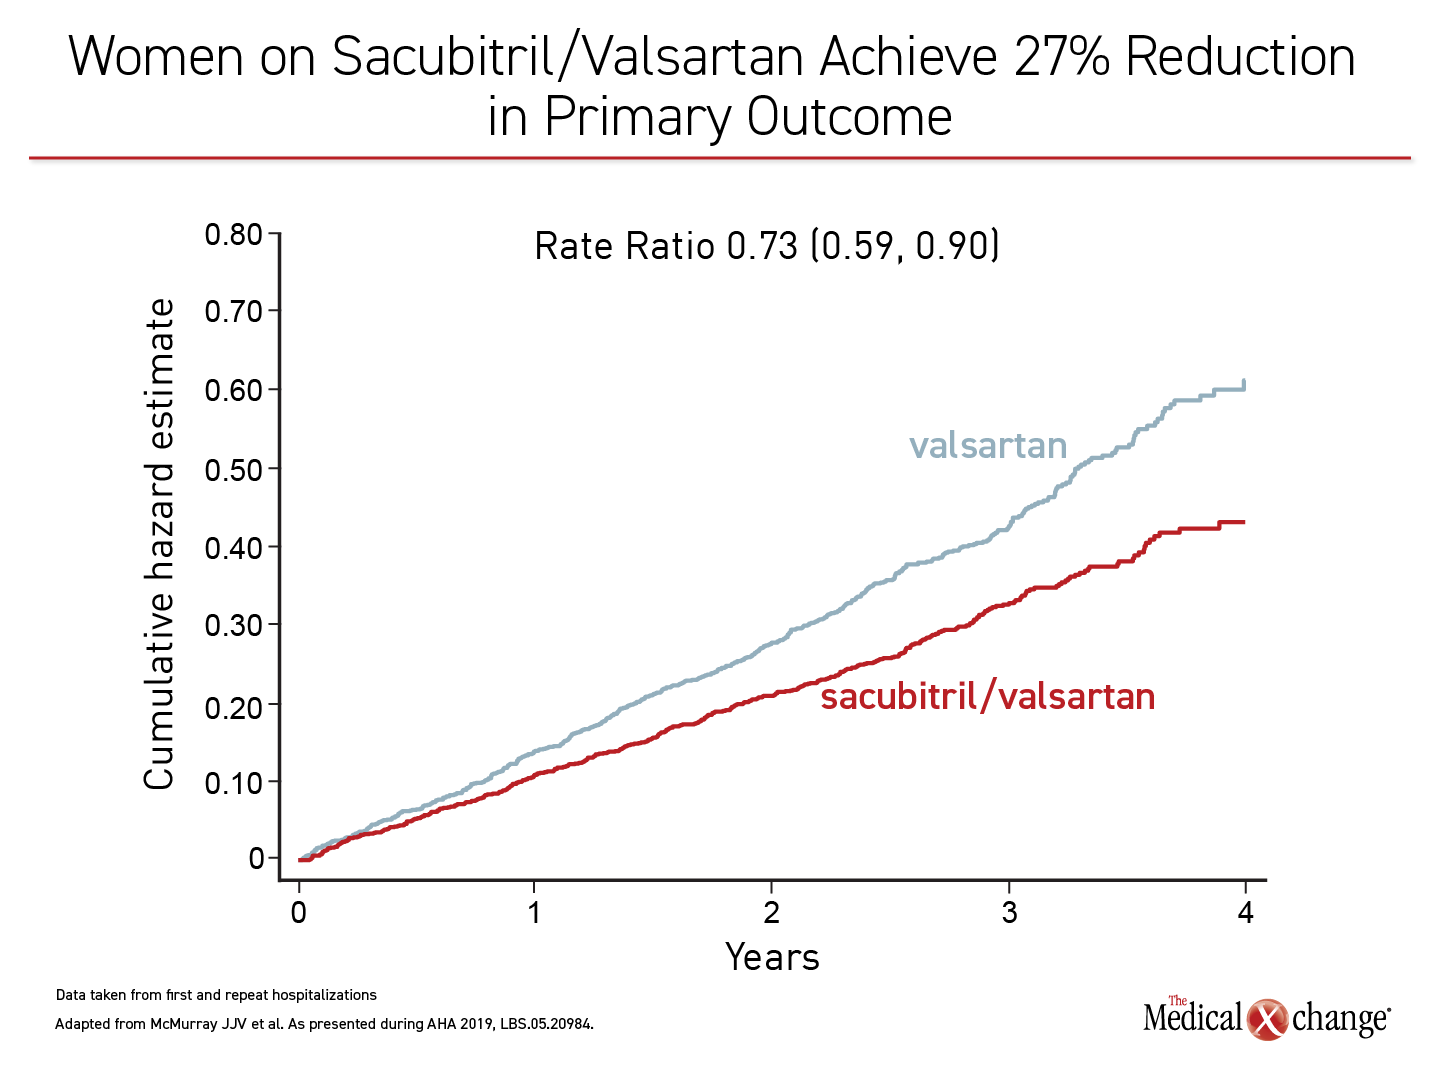 Women on Sacubitril/Valsartan Achieve 27% Reduction
in Primary Outcome
Rate Ratio 0.73 (0.59, 0.90)
Cumulative hazard estimate
0.80
0.70
0.60
0.50
0.40
0.30
0.20
0.10
0
valsartan
sacubitril/valsartan
0 1 2 3 4
Years
Data taken from first and repeat hospitalizations
Adapted from McMurray JJV et al. As presented during AHA 2019, LBS.05.20984.
The
Medical X change®